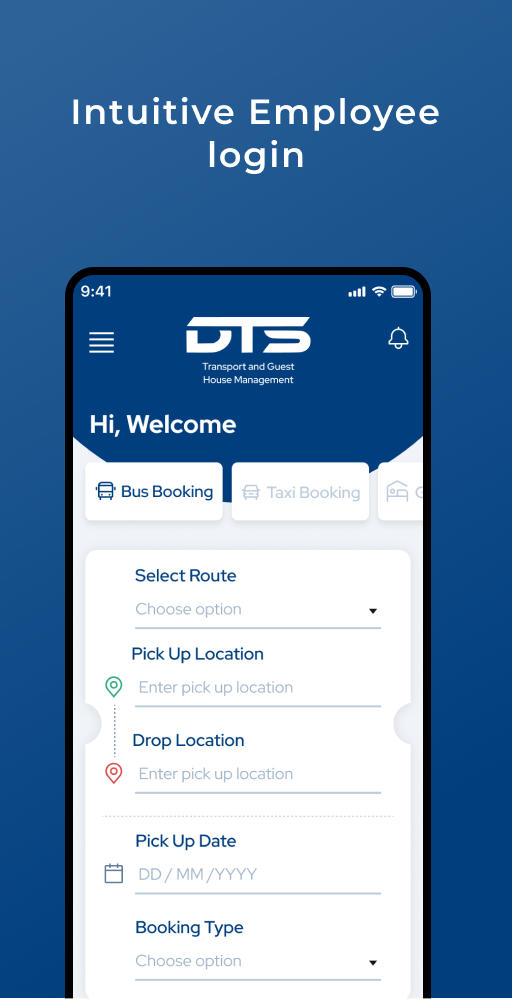 Intuitive Employee
login
9:41
DTS
Transport and Guest
House Management
Hi, Welcome
Bus Booking
Taxi Booking
G
Select Route
Choose option
Pick Up Location
Enter pick up location
Drop Location
Enter pick up location
Pick Up Date
DD / MM /YYYY
Booking Type
Choose option